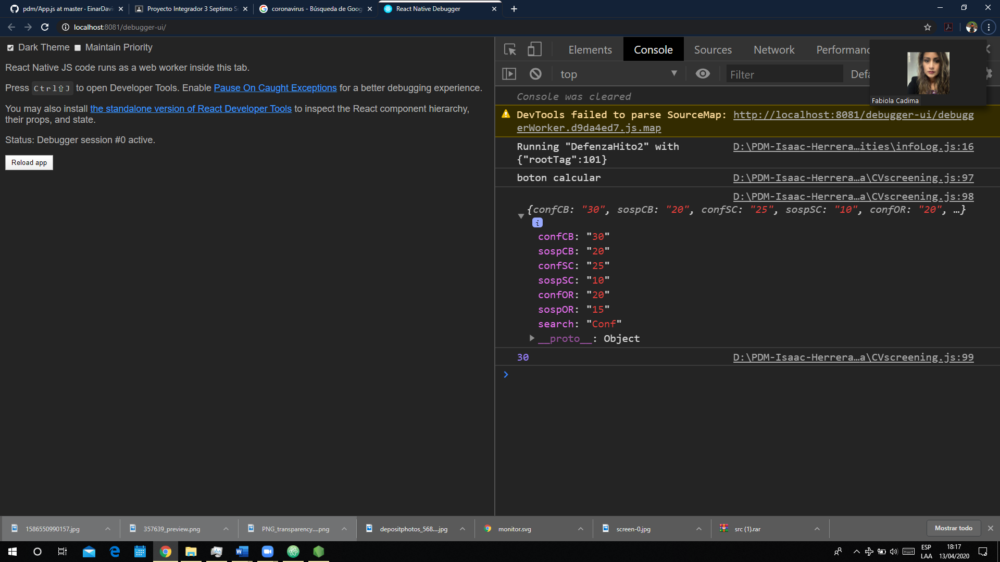 pdm/App.js at master · EinarDavi
Proyecto Integrador 3 Septimo S
coronavirus - Búsqueda de Goog
React Native Debugger
localhost:8081/debugger-ui/
Dark Theme Maintain Priority
React Native JS code runs as a web worker inside this tab.
Press Ctrl⇧J to open Developer Tools. Enable Pause On Caught Exceptions for a better debugging experience.
You may also install the standalone version of React Developer Tools to inspect the React component hierarchy,
their props, and state.
Status: Debugger session #0 active.
Reload app
Elements Console Sources Network Performanc
top Filter Defa
Fabiola Cadima
Console was cleared
DevTools failed to parse SourceMap: http://localhost:8081/debugger-ui/debugg
erWorker.d9da4ed7.js.map
Running "DefenzaHito2" with D:\PDM-Isaac-Herrera…ities\infoLog.js:16
{"rootTag":101}
boton calcular D:\PDM-Isaac-Herrera…a\CVscreening.js:97
D:\PDM-Isaac-Herrera…a\CVscreening.js:98
{confCB: "30", sospCB: "20", confSC: "25", sospSC: "10", confOR: "20", …}
i
confCB: "30"
sospCB: "20"
confSC: "25"
sospSC: "10"
confOR: "20"
sospOR: "15"
search: "Conf"
__proto__: Object
30 D:\PDM-Isaac-Herrera…a\CVscreening.js:99
1586550990157.jpg
357639_preview.png
PNG_transparency....png
depositphotos_568....jpg
monitor.svg
screen-0.jpg
src (1).rar
Mostrar todo
ESP
LAA
18:17
13/04/2020